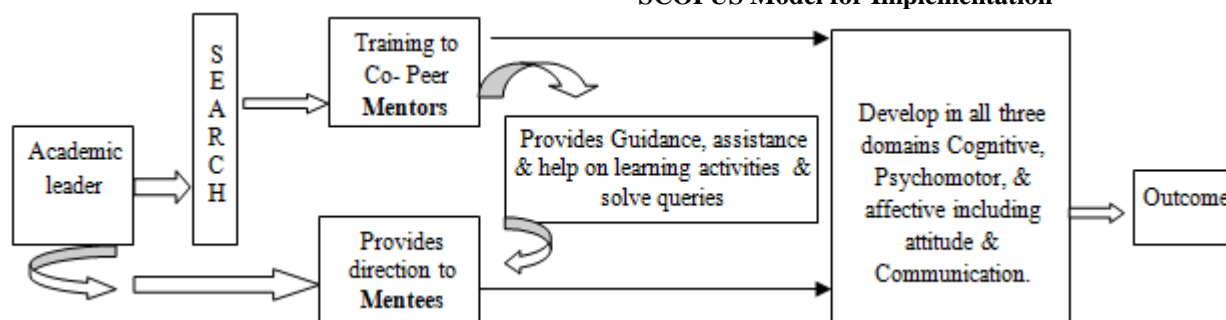 SCOPUS Model for Implementation
Academic
leader
S
E
A
R
C
H
Training to
Co- Peer
Mentors
Provides Guidance, assistance
& help on learning activities &
solve queries
Provides
direction to
Mentees
Develop in all three
domains Cognitive,
Psychomotor, &
affective including
attitude &
Communication.
Outcome